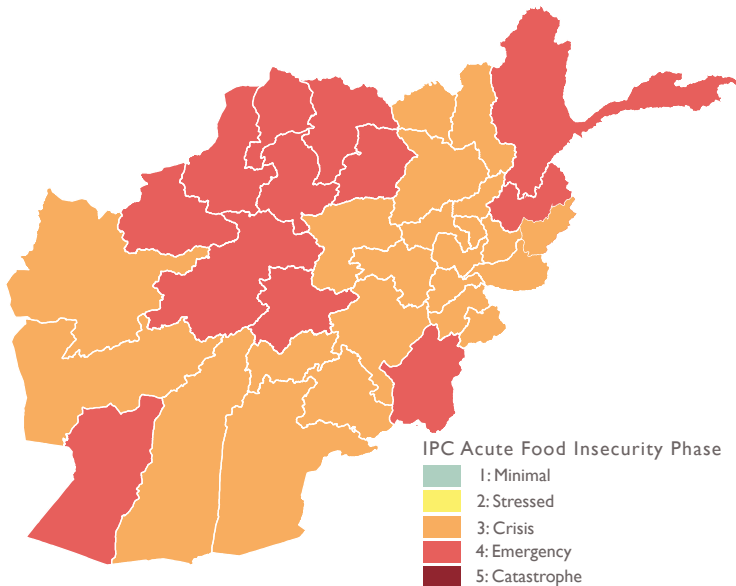 IPC Acute Food Insecurity Phase
1: Minimal
2: Stressed
3: Crisis
4: Emergency
5: Catastrophe